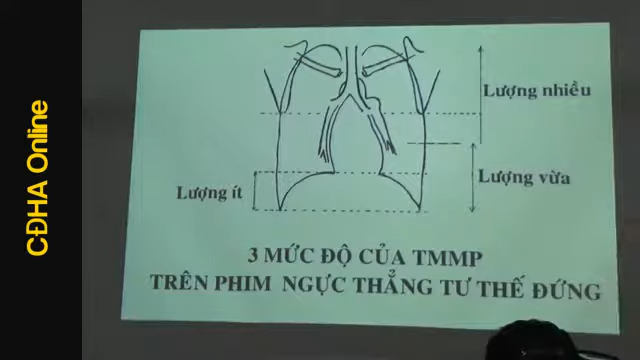 CĐHA Online
Lượng nhiều
Lượng vừa
Lượng ít
3 MỨC ĐỘ CỦA TMMP
TRÊN PHIM NGỰC THẲNG TƯ THẾ ĐỨNG